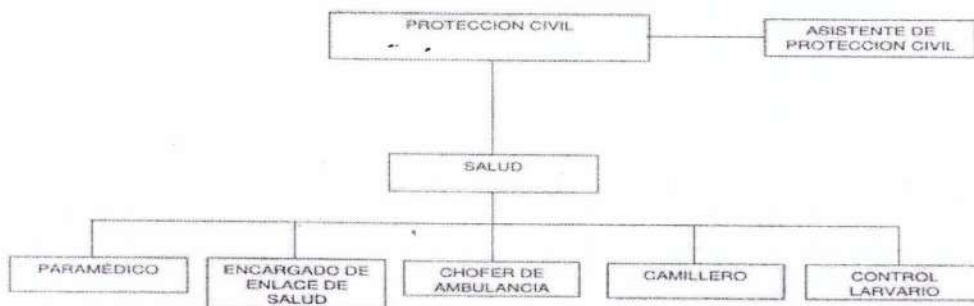 PROTECCION CIVIL
ASISTENTE DE
PROTECCION CIVIL
SALUD
PARAMÉDICO
ENCARGADO DE
ENLACE DE
SALUD
CHOFER DE
AMBULANCIA
CAMILLERO
CONTROL
LARVARIO